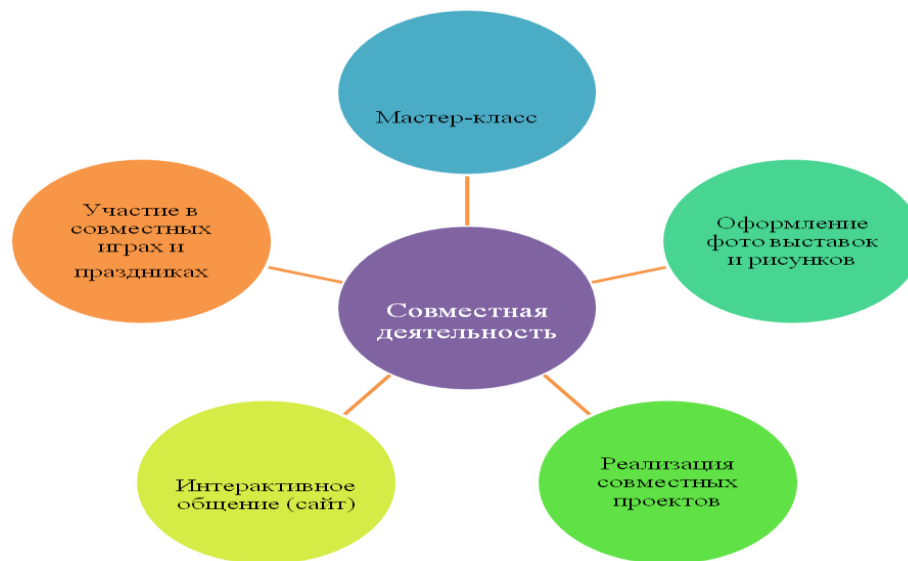 Мастер-класс
Участие в
совместных
играх и
праздниках
Оформление
фото выставок
и рисунков
Совместная
деятельность
Интерактивное
общение (сайт)
Реализация
совместных
проектов